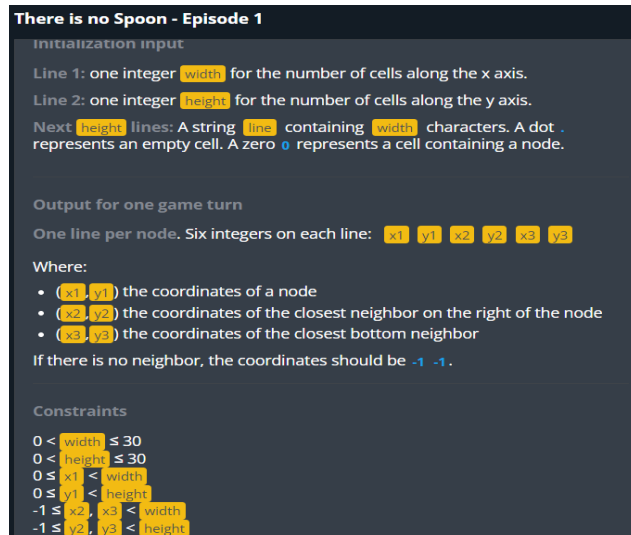 There is no Spoon - Episode 1
Initialization input
Line 1: one integer width for the number of cells along the x axis.
Line 2: one integer height for the number of cells along the y axis.
Next height lines: A string line containing width characters. A dot .
represents an empty cell. A zero 0 represents a cell containing a node.
Output for one game turn
One line per node. Six integers on each line: x1 y1 x2 y2 x3 y3
Where:
• (x1,y1) the coordinates of a node
• (x2,y2) the coordinates of the closest neighbor on the right of the node
• (x3,y3) the coordinates of the closest bottom neighbor
If there is no neighbor, the coordinates should be -1 -1.
Constraints
0 < width ≤ 30
0 < height ≤ 30
0 ≤ x1 < width
0 ≤ y1 < height
-1 ≤ x2, x3 < width
-1 ≤ y2, y3 < height